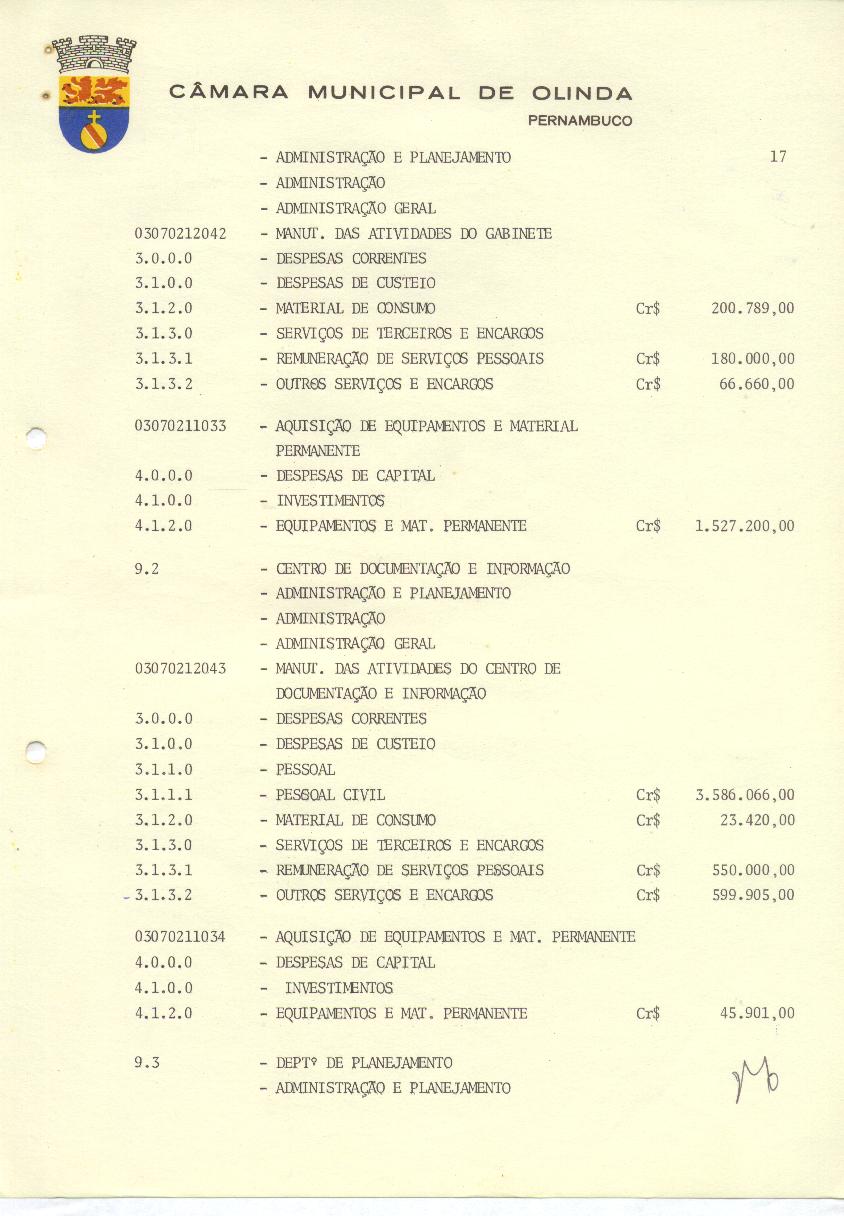 CÂMARA MUNICIPAL DE OLINDA
PERNAMBUCO
- ADMINISTRAÇÃO E PLANEJAMENTO 17
- ADMINISTRAÇÃO
- ADMINISTRAÇÃO GERAL
03070212042 - MANUT. DAS ATIVIDADES DO GABINETE
3.0.0.0 - DESPESAS CORRENTES
3.1.0.0 - DESPESAS DE CUSTEIO
3.1.2.0 - MATERIAL DE CONSUMO Cr$ 200.789,00
3.1.3.0 - SERVIÇOS DE TERCEIROS E ENCARGOS
3.1.3.1 - REMUNERAÇÃO DE SERVIÇOS PESSOAIS Cr$ 180.000,00
3.1.3.2 - OUTROS SERVIÇOS E ENCARGOS Cr$ 66.660,00
03070211033 - AQUISIÇÃO DE EQUIPAMENTOS E MATERIAL
PERMANENTE
4.0.0.0 - DESPESAS DE CAPITAL
4.1.0.0 - INVESTIMENTOS
4.1.2.0 - EQUIPAMENTOS E MAT. PERMANENTE Cr$ 1.527.200,00
9.2 - CENTRO DE DOCUMENTAÇÃO E INFORMAÇÃO
- ADMINISTRAÇÃO E PLANEJAMENTO
- ADMINISTRAÇÃO
- ADMINISTRAÇÃO GERAL
03070212043 - MANUT. DAS ATIVIDADES DO CENTRO DE
DOCUMENTAÇÃO E INFORMAÇÃO
3.0.0.0 - DESPESAS CORRENTES
3.1.0.0 - DESPESAS DE CUSTEIO
3.1.1.0 - PESSOAL
3.1.1.1 - PESSOAL CIVIL Cr$ 3.586.066,00
3.1.2.0 - MATERIAL DE CONSUMO Cr$ 23.420,00
3.1.3.0 - SERVIÇOS DE TERCEIROS E ENCARGOS
3.1.3.1 - REMUNERAÇÃO DE SERVIÇOS PESSOAIS Cr$ 550.000,00
3.1.3.2 - OUTROS SERVIÇOS E ENCARGOS Cr$ 599.905,00
03070211034 - AQUISIÇÃO DE EQUIPAMENTOS E MAT. PERMANENTE
4.0.0.0 - DESPESAS DE CAPITAL
4.1.0.0 - INVESTIMENTOS
4.1.2.0 - EQUIPAMENTOS E MAT. PERMANENTE Cr$ 45.901,00
9.3 - DEPTº DE PLANEJAMENTO
- ADMINISTRAÇÃO E PLANEJAMENTO